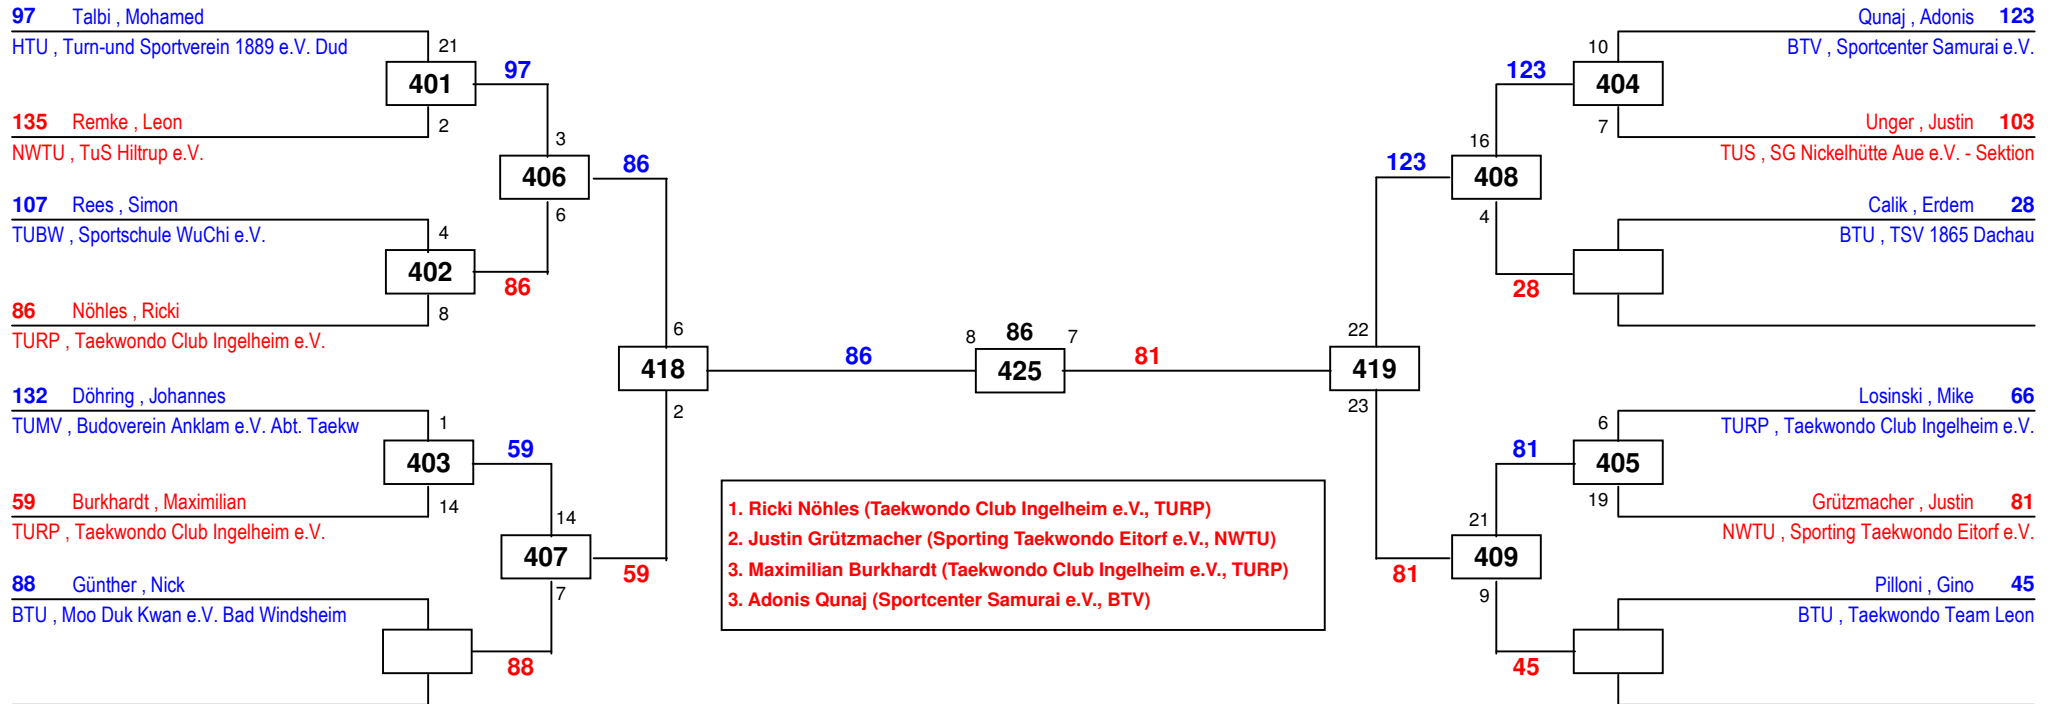 97 Talbi , Mohamed
HTU , Turn-und Sportverein 1889 e.V. Dud
21
401
97
2
135 Remke , Leon
NWTU , TuS Hiltrup e.V.
3
406
86
6
107 Rees , Simon
TUBW , Sportschule WuChi e.V.
4
402
86
8
86 Nöhles , Ricki
TURP , Taekwondo Club Ingelheim e.V.
6
418
86
2
132 Döhring , Johannes
TUMV , Budoverein Anklam e.V. Abt. Taekw
1
403
59
14
59 Burkhardt , Maximilian
TURP , Taekwondo Club Ingelheim e.V.
14
407
59
7
88 Günther , Nick
BTU , Moo Duk Kwan e.V. Bad Windsheim
88
8 86 7
425
81
1. Ricki Nöhles (Taekwondo Club Ingelheim e.V., TURP)
2. Justin Grützmacher (Sporting Taekwondo Eitorf e.V., NWTU)
3. Maximilian Burkhardt (Taekwondo Club Ingelheim e.V., TURP)
3. Adonis Qunaj (Sportcenter Samurai e.V., BTV)
Qunaj , Adonis 123
BTV , Sportcenter Samurai e.V.
10
123
404
7
Unger , Justin 103
TUS , SG Nickelhütte Aue e.V. - Sektion
16
123
408
4
Calik , Erdem 28
BTU , TSV 1865 Dachau
28
22
419
23
Losinski , Mike 66
TURP , Taekwondo Club Ingelheim e.V.
6
81
405
19
Grützmacher , Justin 81
NWTU , Sporting Taekwondo Eitorf e.V.
21
409
81
9
Pilloni , Gino 45
BTU , Taekwondo Team Leon
45